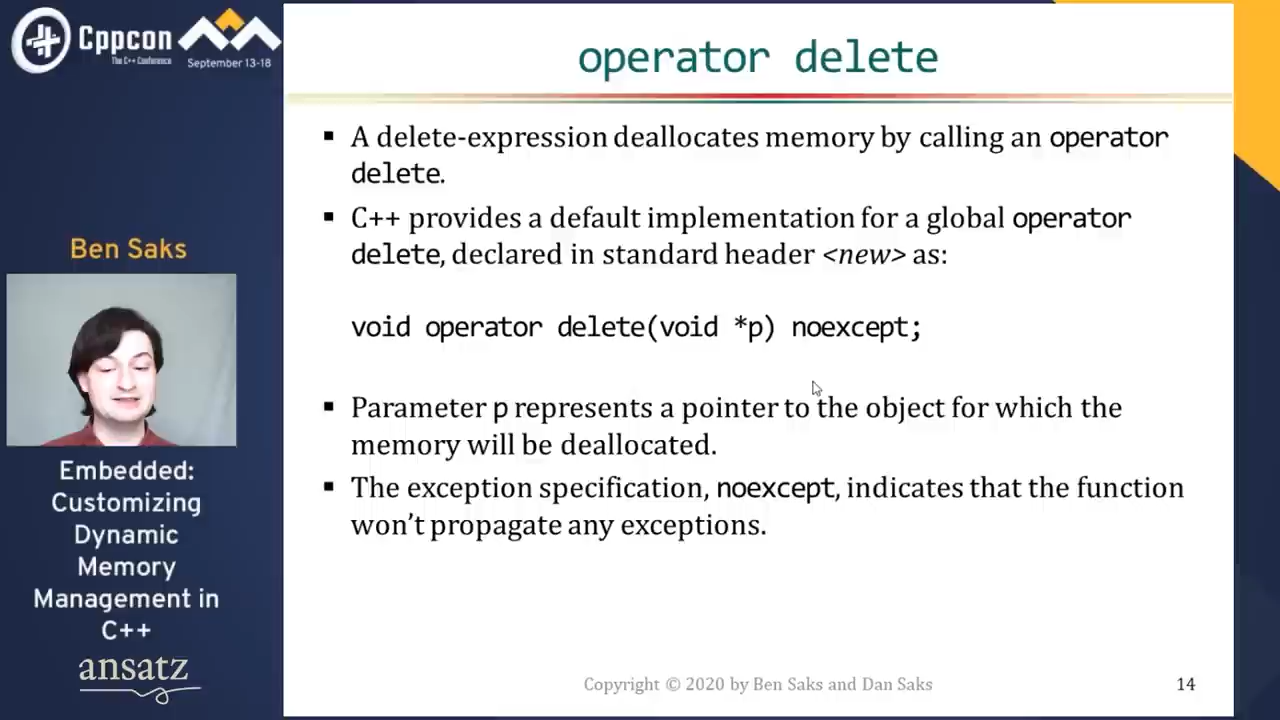 Cppcon
The C++ Conference
September 13-18
Ben Saks
Embedded:
Customizing
Dynamic
Memory
Management in
C++
ansatz
operator delete
▪ A delete-expression deallocates memory by calling an operator
delete.
▪ C++ provides a default implementation for a global operator
delete, declared in standard header <new> as:
void operator delete(void *p) noexcept;
▪ Parameter p represents a pointer to the object for which the
memory will be deallocated.
▪ The exception specification, noexcept, indicates that the function
won't propagate any exceptions.
Copyright © 2020 by Ben Saks and Dan Saks
14